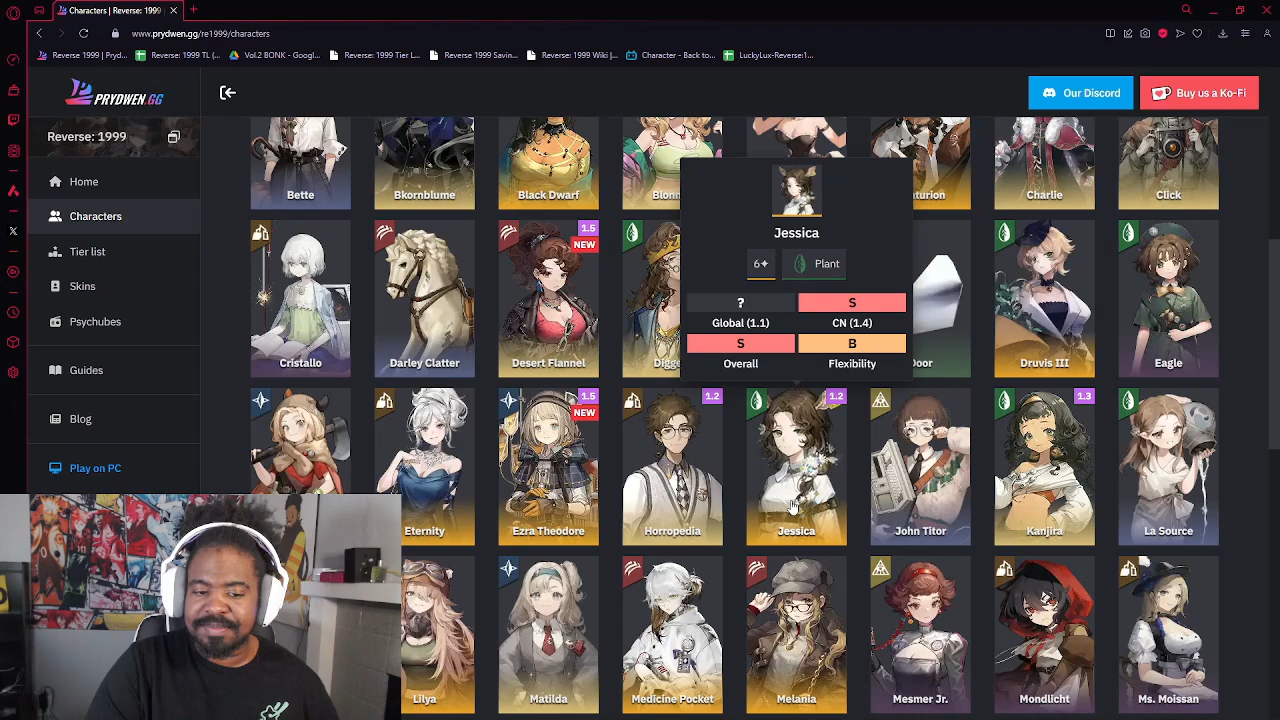 Characters | Reverse: 1999
www.prydwen.gg/re1999/characters
Reverse 1999 | Pryd...
Reverse: 1999 TL (...
Vol.2 BONK - Googl...
Reverse: 1999 Tier L...
Reverse 1999 Savin...
Reverse: 1999 Wiki |...
Character - Back to...
LuckyLux-Reverse:1...
PRYDWEN.GG
Our Discord
Buy us a Ko-Fi
Reverse: 1999
Home
Characters
Tier list
Skins
Psychubes
Guides
Blog
Play on PC
Bette
Bkornblume
Black Dwarf
Charlie
Click
Jessica
6
Plant
?
S
Global (1.1)
CN (1.4)
S
B
Overall
Flexibility
Cristallo
Darley Clatter
1.5
NEW
Desert Flannel
Druvis III
Eagle
Eternity
1.5
NEW
Ezra Theodore
1.2
Horropedia
1.2
Jessica
John Titor
1.3
Kanjira
La Source
Lilya
Matilda
Medicine Pocket
Melania
Mesmer Jr.
Mondlicht
Ms. Moissan